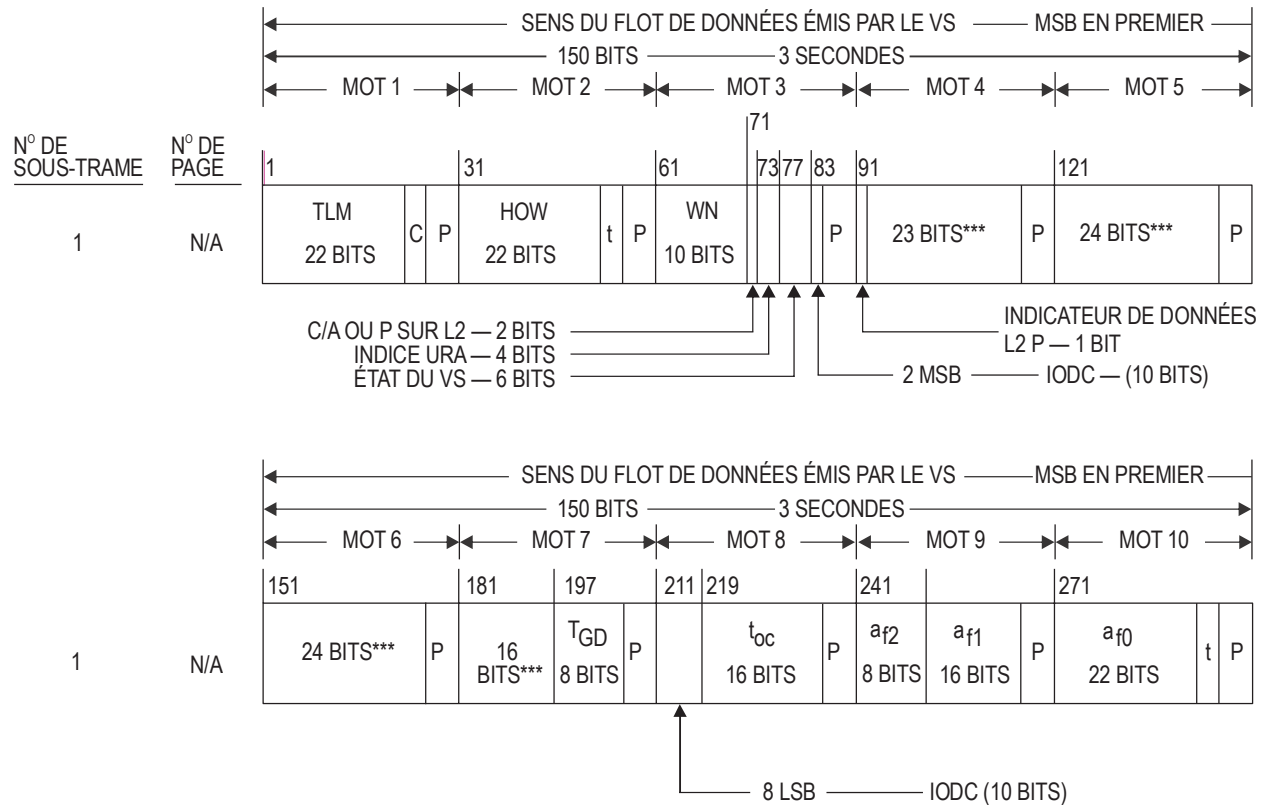 SENS DU FLOT DE DONNÉES ÉMIS PAR LE VS — MSB EN PREMIER
150 BITS — 3 SECONDES
MOT 1 MOT 2 MOT 3 MOT 4 MOT 5
Nº DE SOUS-TRAME
Nº DE PAGE
71
1 31 61 73 77 83 91 121
1 N/A
TLM 22 BITS
C P
HOW 22 BITS
t P
WN 10 BITS
P
23 BITS*** P
24 BITS*** P
C/A OU P SUR L2 — 2 BITS
INDICE URA — 4 BITS
ÉTAT DU VS — 6 BITS
INDICATEUR DE DONNÉES
L2 P — 1 BIT
2 MSB — IODC — (10 BITS)
SENS DU FLOT DE DONNÉES ÉMIS PAR LE VS — MSB EN PREMIER
150 BITS — 3 SECONDES
MOT 6 MOT 7 MOT 8 MOT 9 MOT 10
151 181 197 211 219 241 271
1 N/A
24 BITS*** P
16 BITS***
TGD 8 BITS P
toc 16 BITS P
af2 8 BITS
af1 16 BITS P
af0 22 BITS
t P
8 LSB — IODC (10 BITS)